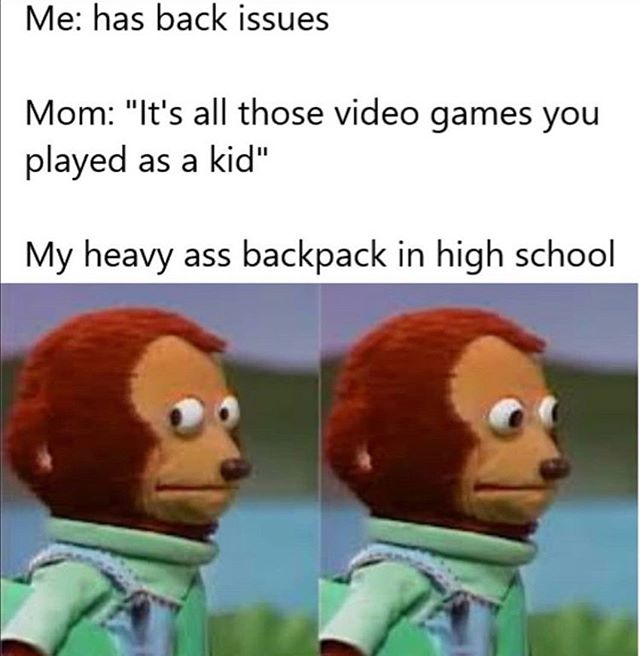 Me: has back issues
Mom: "It's all those video games you
played as a kid"
My heavy ass backpack in high school